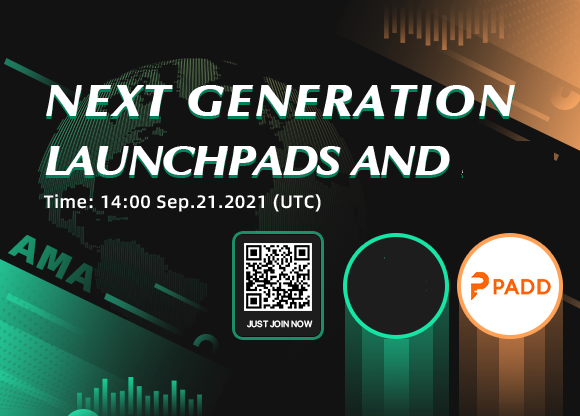 NEXT GENERATION
LAUNCHPADS AND
Time: 14:00 Sep.21.2021 (UTC)
AMA
JUST JOIN NOW
PADD